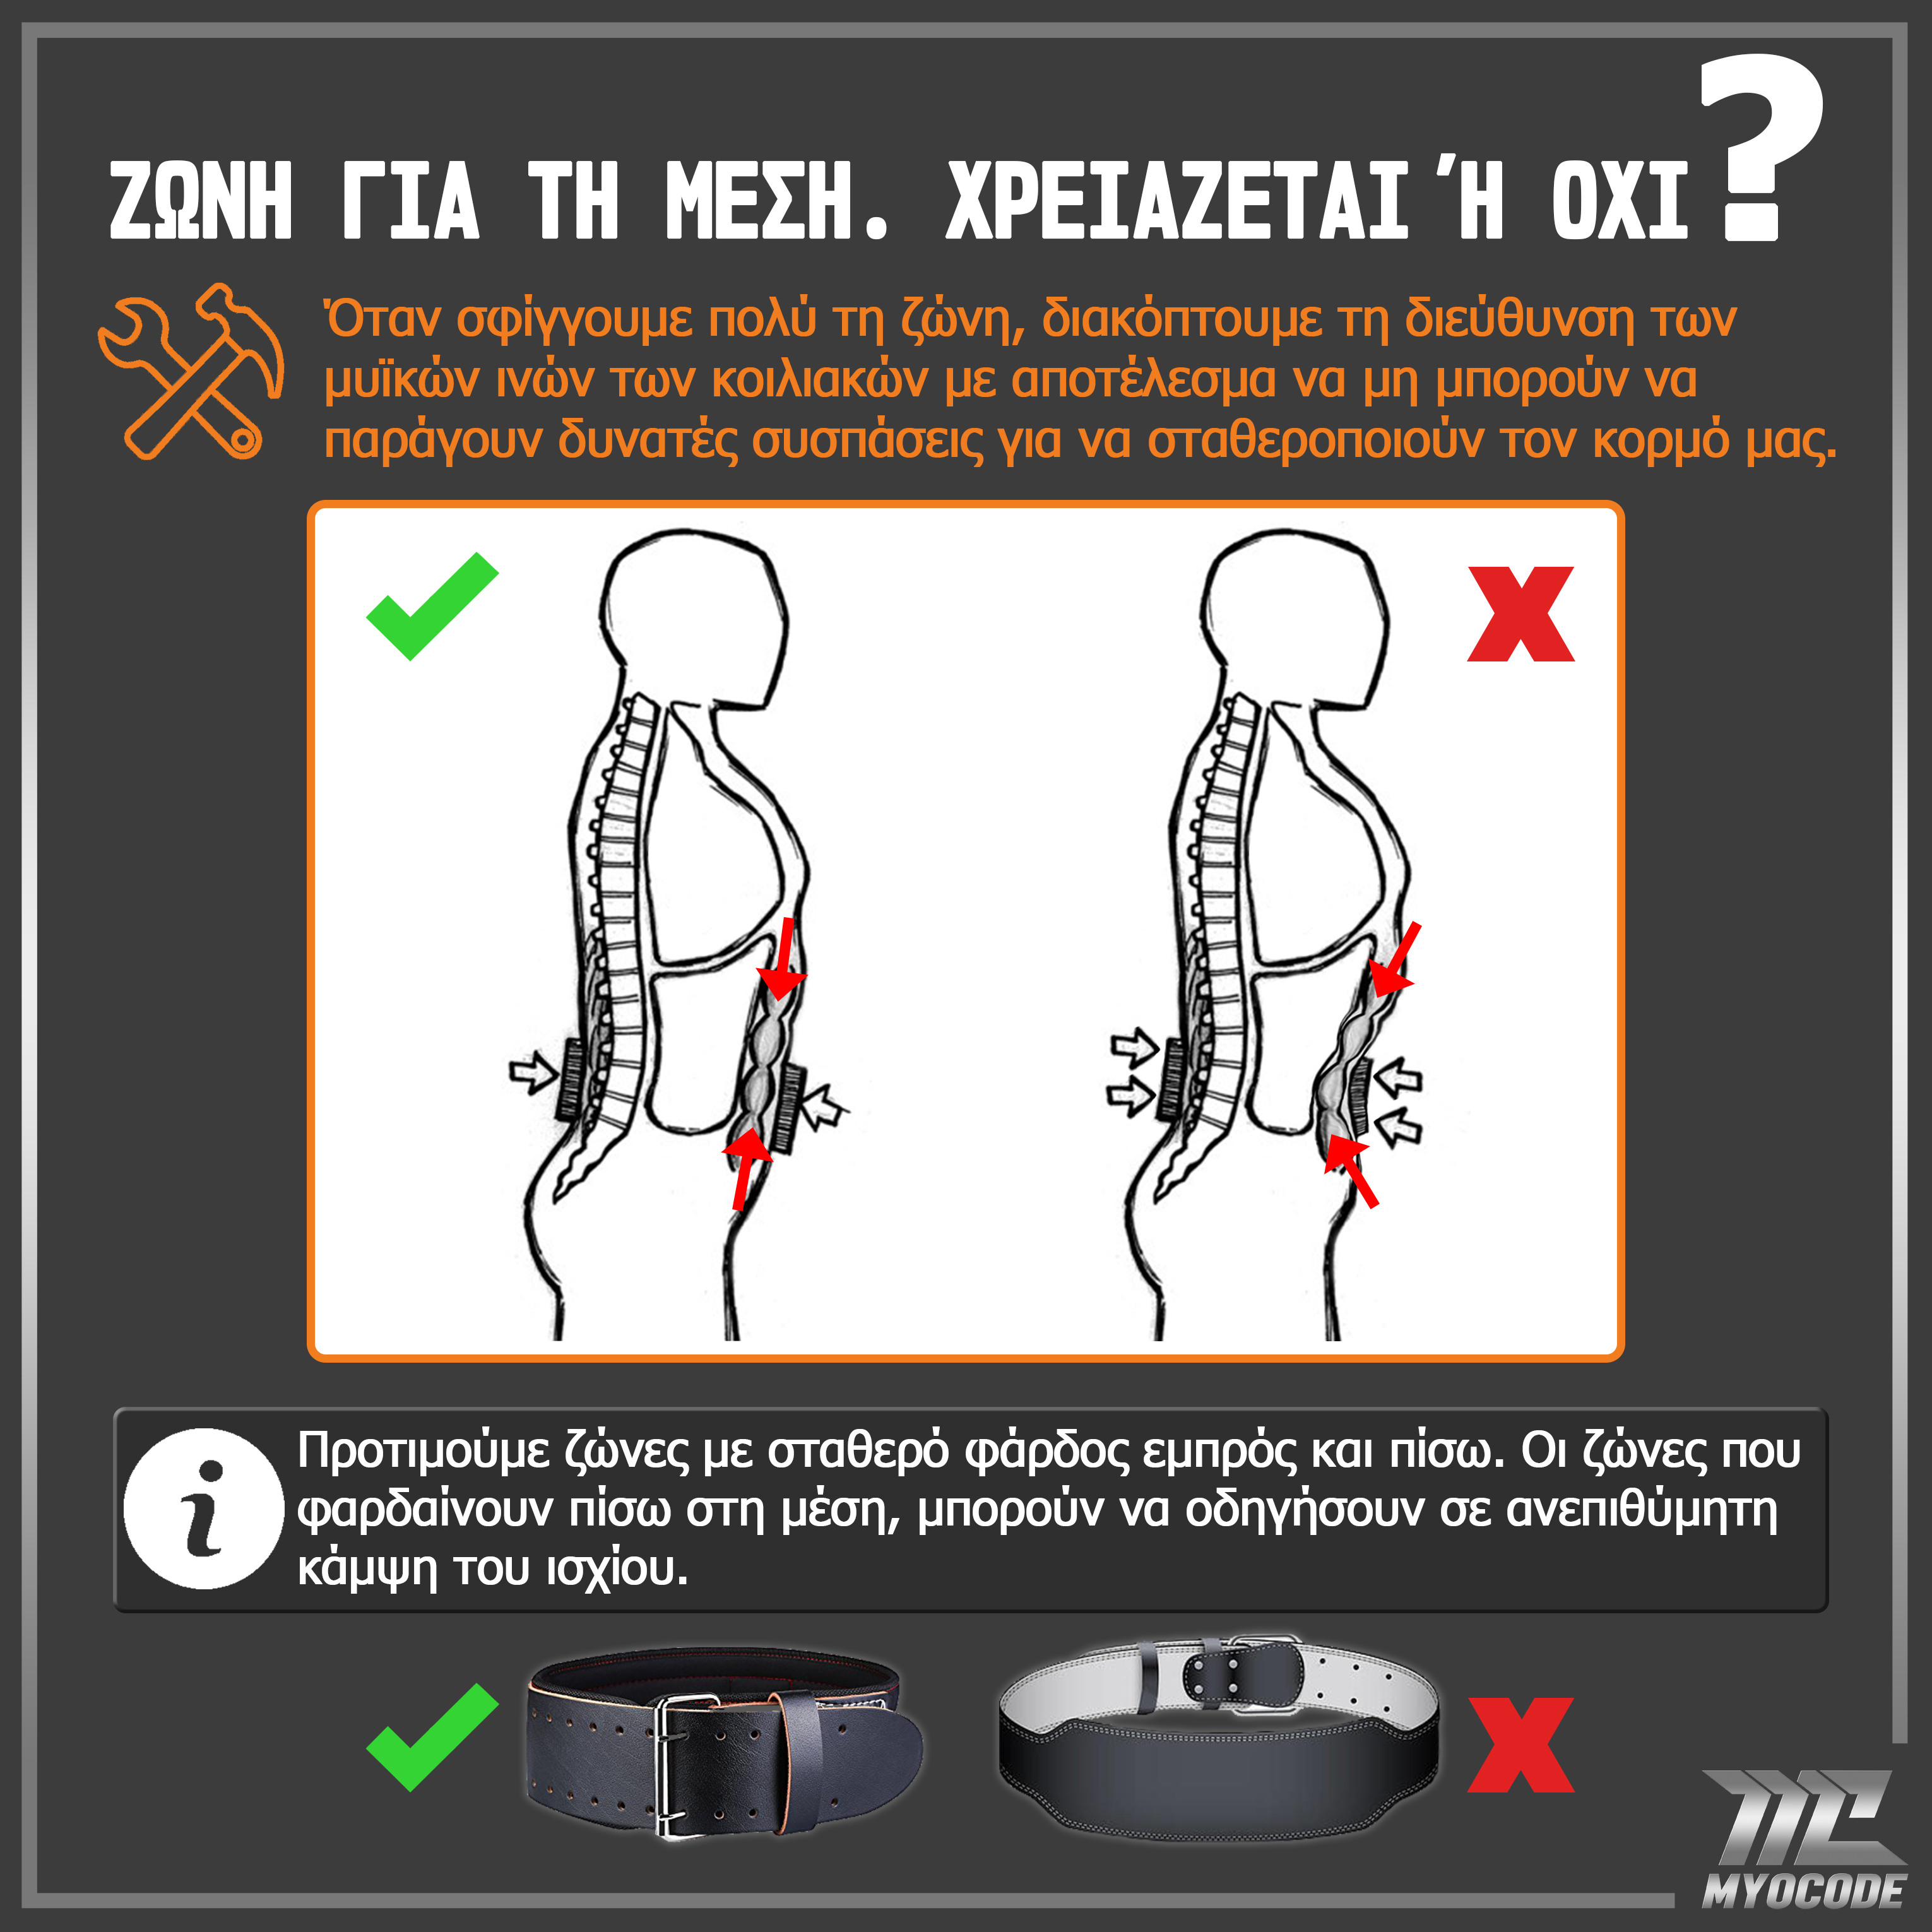 ΖΩΝΗ ΓΙΑ ΤΗ ΜΕΣΗ. ΧΡΕΙΑΖΕΤΑΙ Ή ΟΧΙ?
Όταν σφίγγουμε πολύ τη ζώνη, διακόπτουμε τη διεύθυνση των
μυϊκών ινών των κοιλιακών με αποτέλεσμα να μη μπορούν να
παράγουν δυνατές συσπάσεις για να σταθεροποιούν τον κορμό μας.
X
i
Προτιμούμε ζώνες με σταθερό φάρδος εμπρός και πίσω. Οι ζώνες που
φαρδαίνουν πίσω στη μέση, μπορούν να οδηγήσουν σε ανεπιθύμητη
κάμψη του ισχίου.
X
MC
MYOCODE